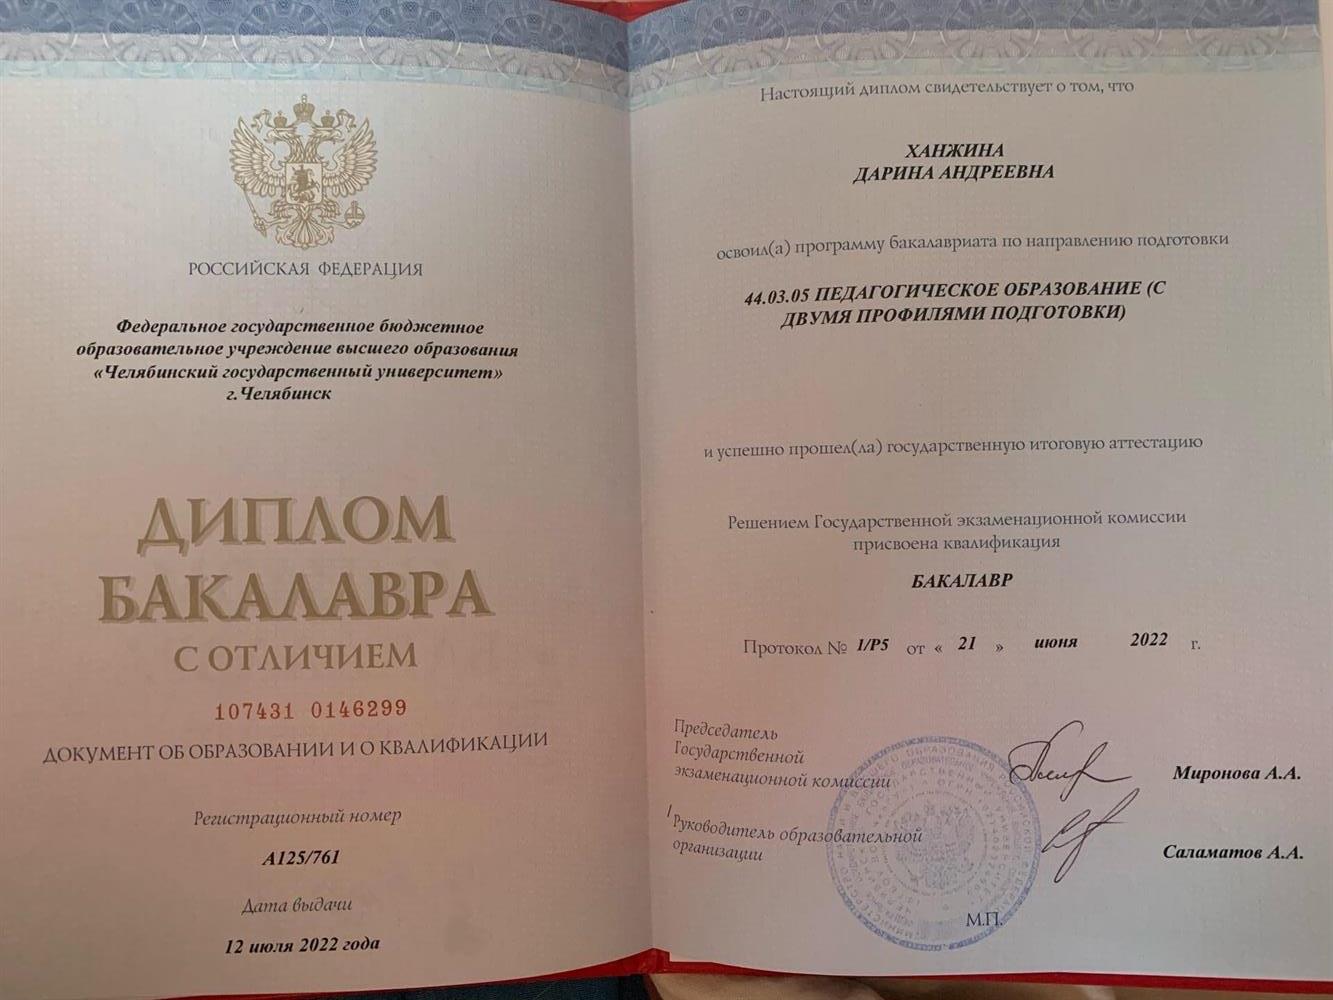 РОССИЙСКАЯ ФЕДЕРАЦИЯ
Федеральное государственное бюджетное
образовательное учреждение высшего образования
«Челябинский государственный университет»
г.Челябинск
ДИПЛОМ
БАКАЛАВРА
С ОТЛИЧИЕМ
107431 0146299
ДОКУМЕНТ ОБ ОБРАЗОВАНИИ И О КВАЛИФИКАЦИИ
Регистрационный номер
А125/761
Дата выдачи
12 июля 2022 года
Настоящий диплом свидетельствует о том, что
ХАНЖИНА
ДАРИНА АНДРЕЕВНА
освоил(а) программу бакалавриата по направлению подготовки
44.03.05 ПЕДАГОГИЧЕСКОЕ ОБРАЗОВАНИЕ (С
ДВУМЯ ПРОФИЛЯМИ ПОДГОТОВКИ)
и успешно прошел(ла) государственную итоговую аттестацию
Решением Государственной экзаменационной комиссии
присвоена квалификация
БАКАЛАВР
Протокол № 1/Р5 от « 21 » июня 2022 г.
Председатель
Государственной
экзаменационной комиссии
Миронова А.А.
Руководитель образовательной
организации
Саламатов А.А.
М.П.